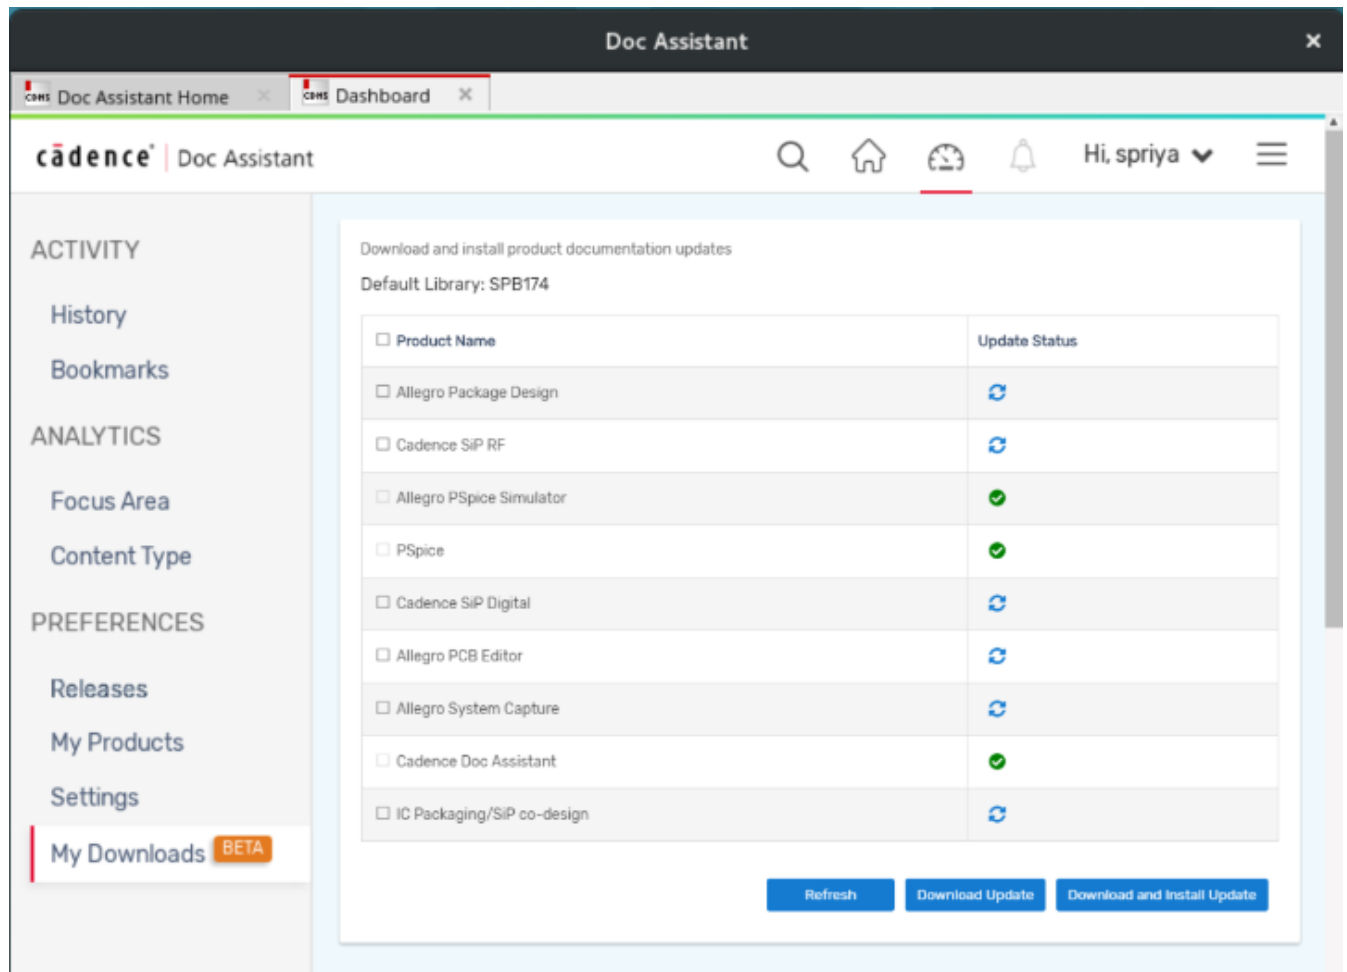 Doc Assistant
CDMS Doc Assistant Home
CDMS Dashboard
cādence | Doc Assistant
Hi, spriya
ACTIVITY
History
Bookmarks
ANALYTICS
Focus Area
Content Type
PREFERENCES
Releases
My Products
Settings
My Downloads BETA
Download and install product documentation updates
Default Library: SPB174
Product Name Update Status
Allegro Package Design
Cadence SiP RF
Allegro PSpice Simulator
PSpice
Cadence SiP Digital
Allegro PCB Editor
Allegro System Capture
Cadence Doc Assistant
IC Packaging/SiP co-design
Refresh Download Update Download and Install Update